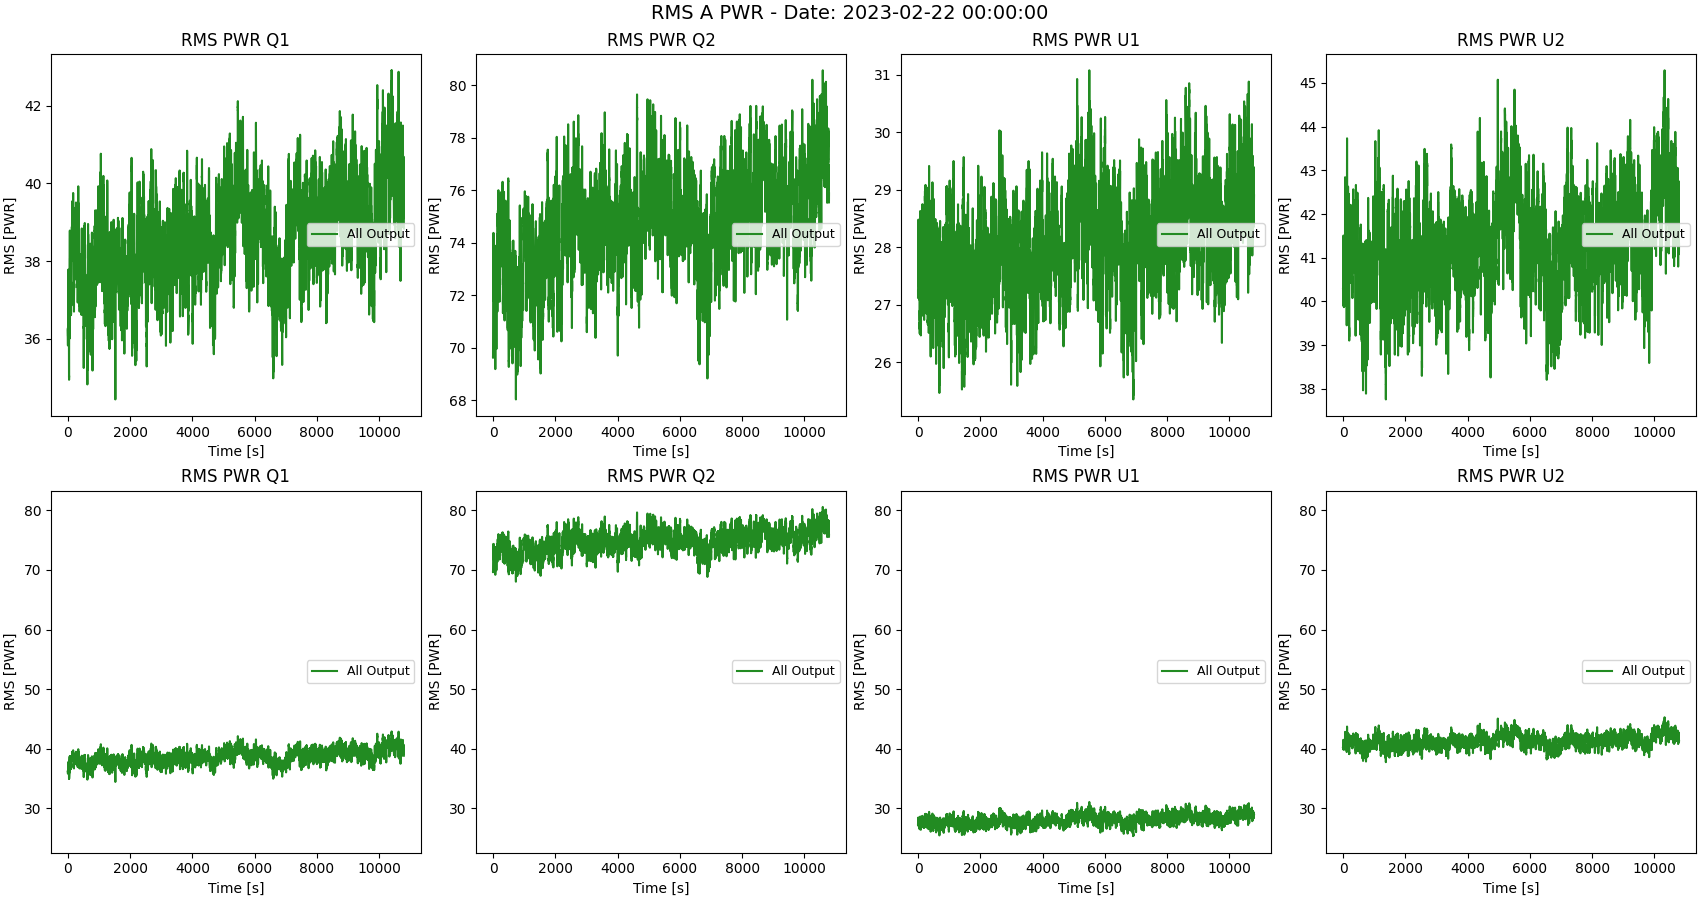 RMS A PWR - Date: 2023-02-22 00:00:00
RMS PWR Q1
RMS [PWR]
42
40
38
36
All Output
0 2000 4000 6000 8000 10000
Time [s]
RMS PWR Q2
RMS [PWR]
80
78
76
74
72
70
68
All Output
0 2000 4000 6000 8000 10000
Time [s]
RMS PWR U1
RMS [PWR]
31
30
29
28
27
26
All Output
0 2000 4000 6000 8000 10000
Time [s]
RMS PWR U2
RMS [PWR]
45
44
43
42
41
40
39
38
All Output
0 2000 4000 6000 8000 10000
Time [s]
RMS PWR Q1
RMS [PWR]
80
70
60
50
40
30
All Output
0 2000 4000 6000 8000 10000
Time [s]
RMS PWR Q2
RMS [PWR]
80
70
60
50
40
30
All Output
0 2000 4000 6000 8000 10000
Time [s]
RMS PWR U1
RMS [PWR]
80
70
60
50
40
30
All Output
0 2000 4000 6000 8000 10000
Time [s]
RMS PWR U2
RMS [PWR]
80
70
60
50
40
30
All Output
0 2000 4000 6000 8000 10000
Time [s]